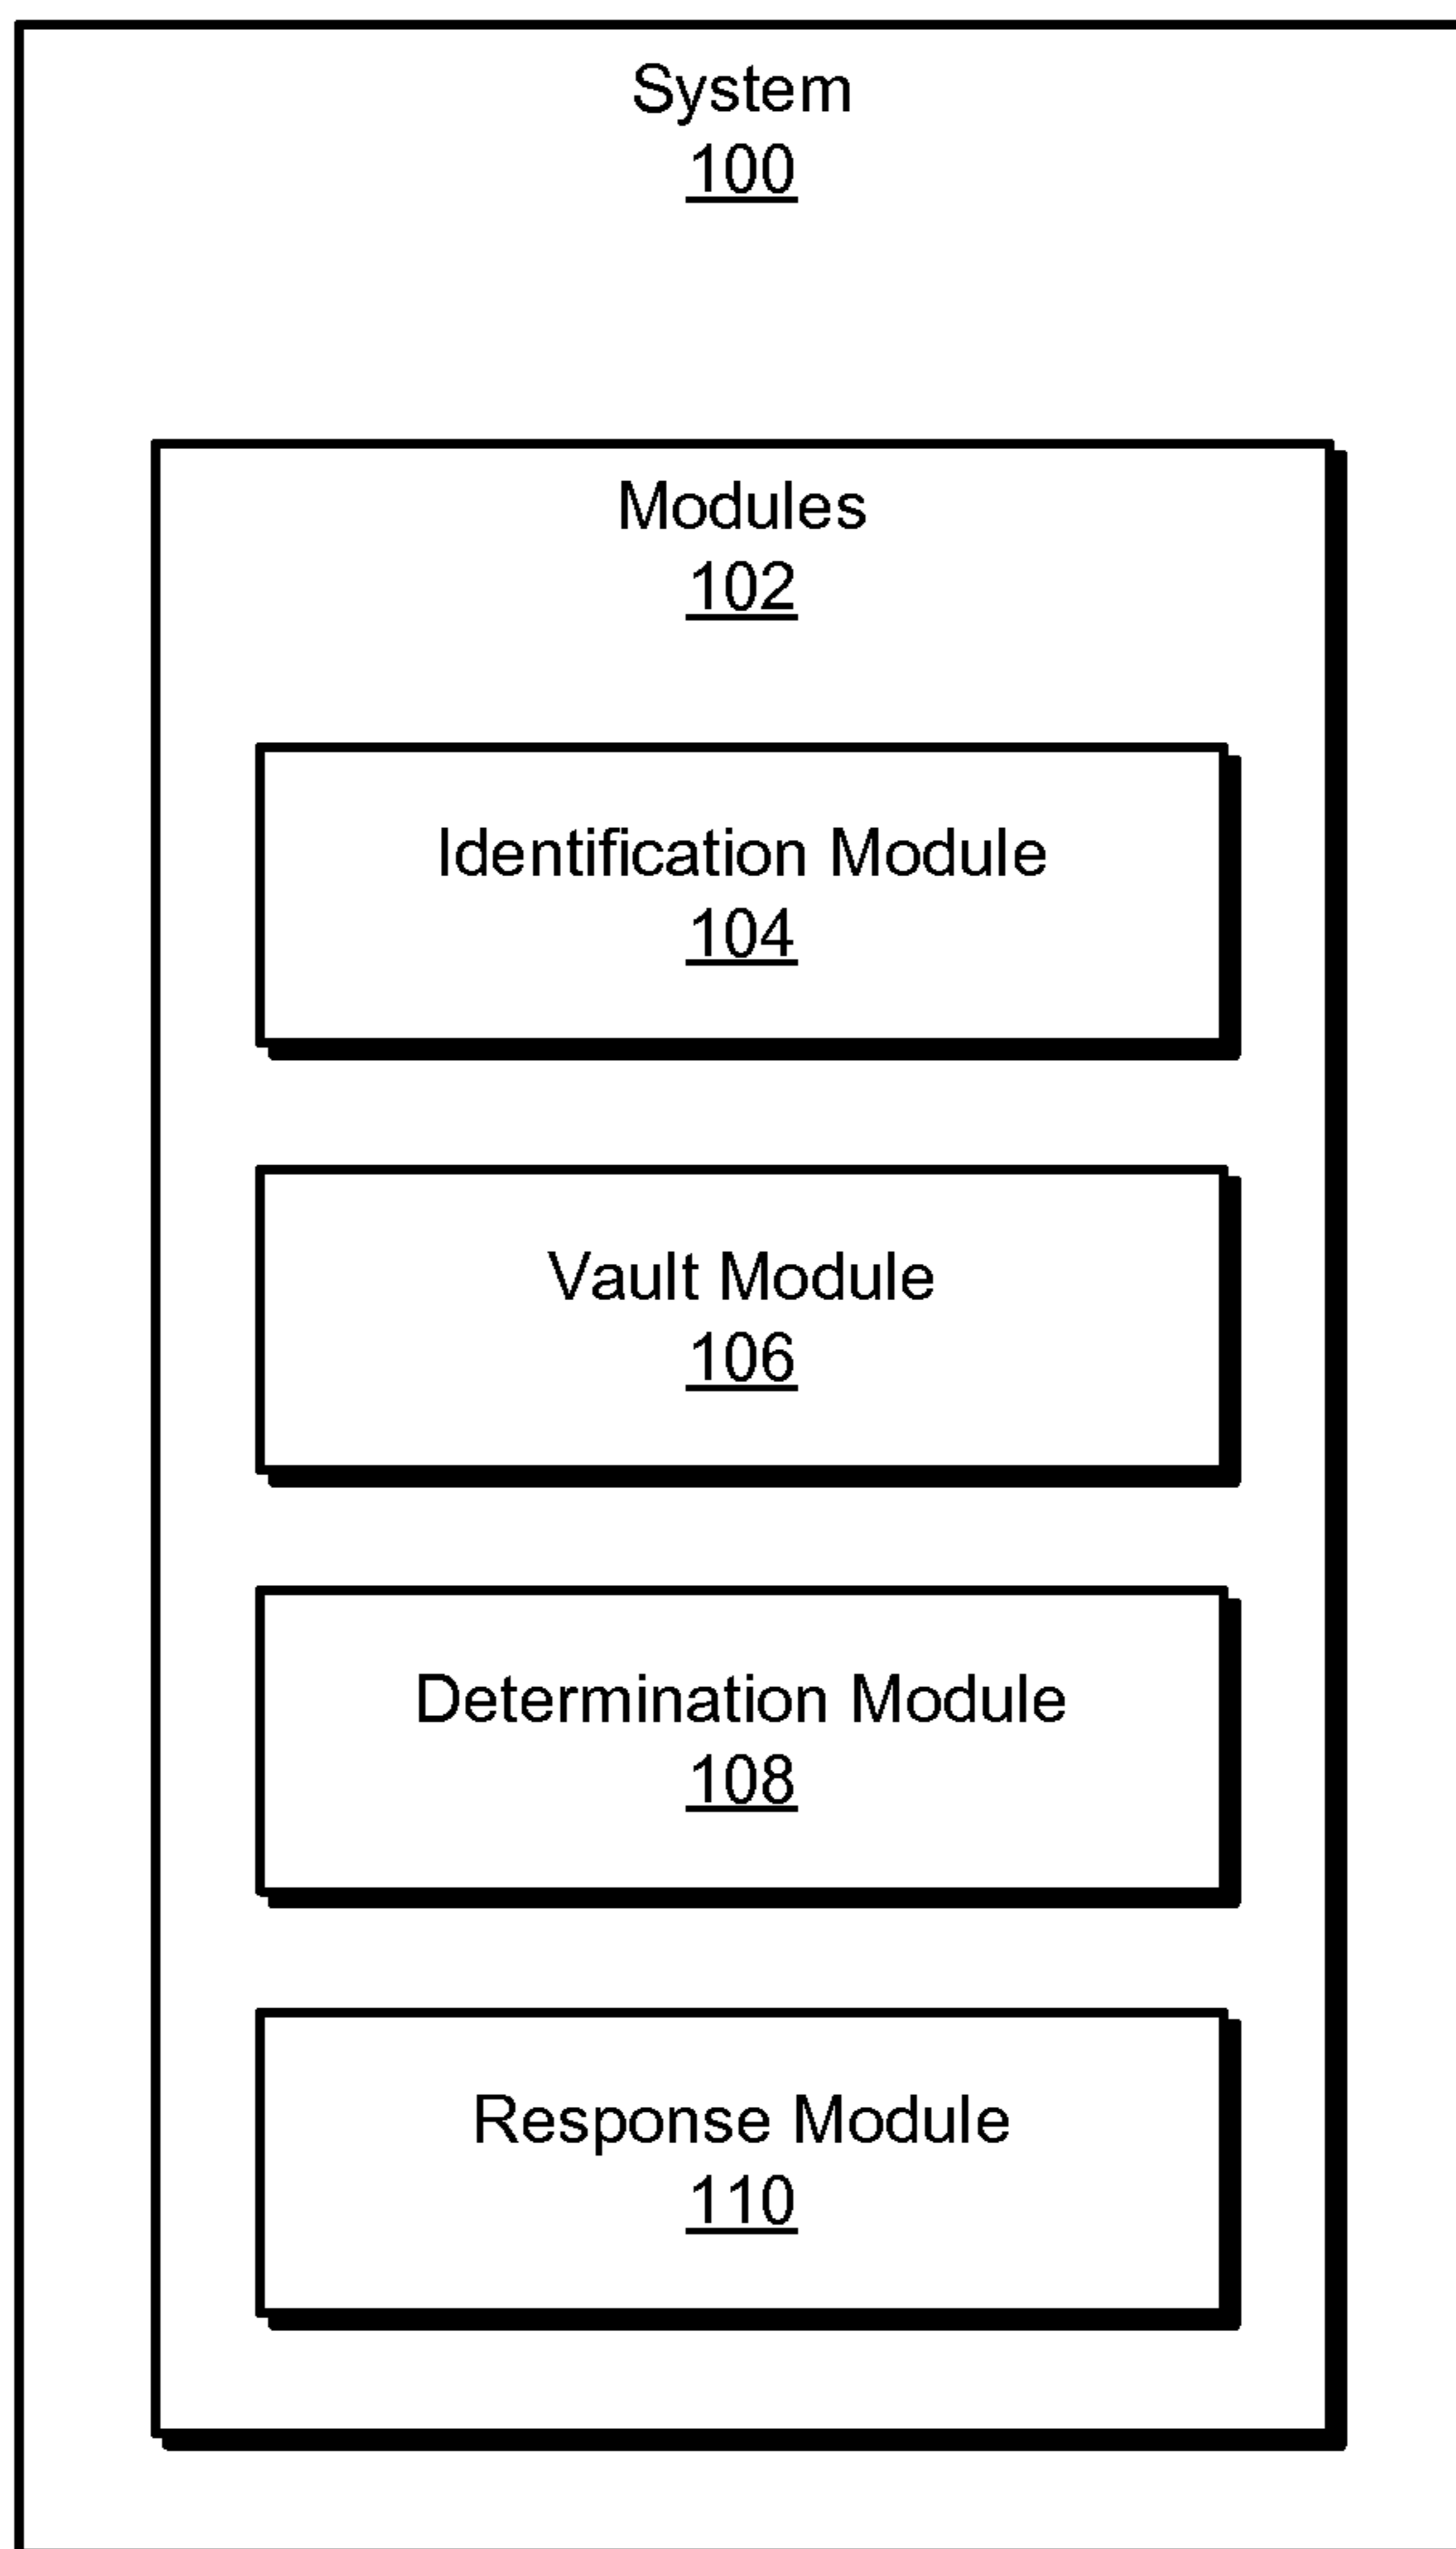 System
100
Modules
102
Identification Module
104
Vault Module
106
Determination Module
108
Response Module
110